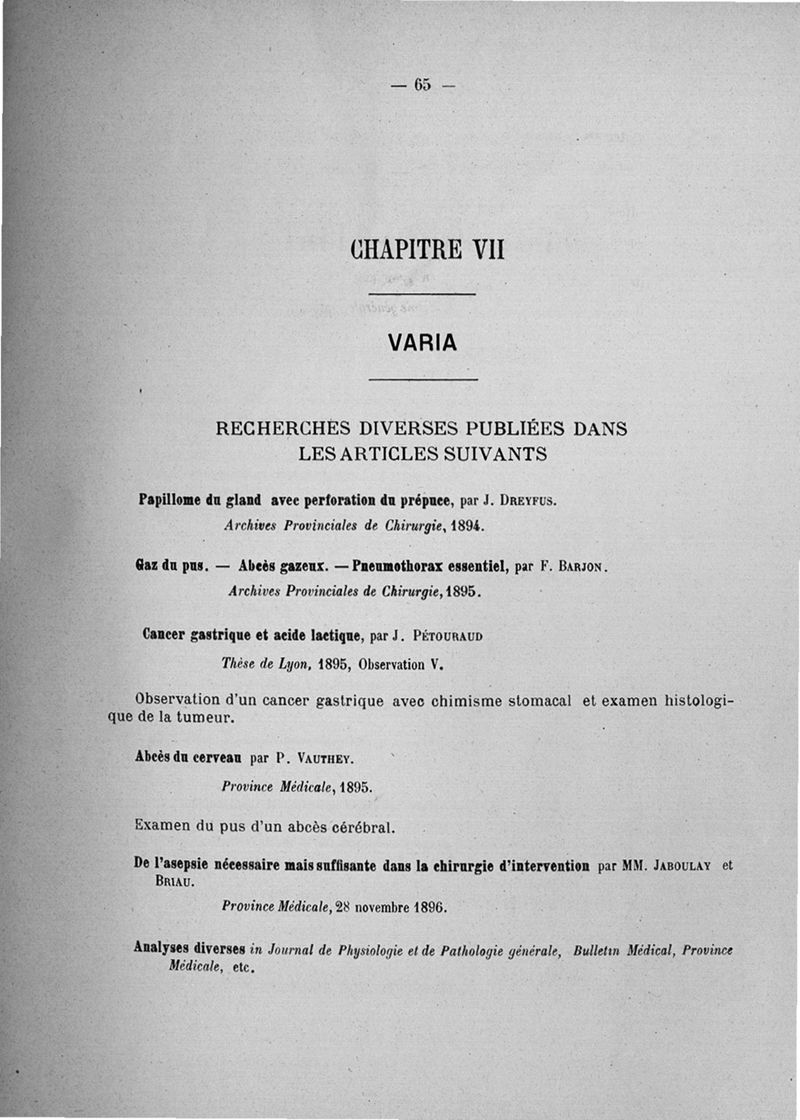 — 65 —
CHAPITRE VII
VARIA
RECHERCHES DIVERSES PUBLIÉES DANS
LES ARTICLES SUIVANTS
Papillome du gland avec perforation du prépuce, par J. DREYFUS.
Archives Provinciales de Chirurgie, 1894.
Gaz du pus. — Abcès gazeux. — Pneumothorax essentiel, par F. BARJON.
Archives Provinciales de Chirurgie, 1895.
Cancer gastrique et acide lactique, par J. PÉTOURAUD
Thèse de Lyon, 1895, Observation V.
Observation d'un cancer gastrique avec chimisme stomacal et examen histologi-
que de la tumeur.
Abcès du cerveau par P. VAUTHEY.
Province Médicale, 1895.
Examen du pus d'un abcès cérébral.
De l'asepsie nécessaire mais suffisante dans la chirurgie d'intervention par MM. JABOULAY et
BRIAU.
Province Médicale, 28 novembre 1896.
Analyses diverses in Journal de Physiologie et de Pathologie générale, Bulletin Médical, Province
Médicale, etc.